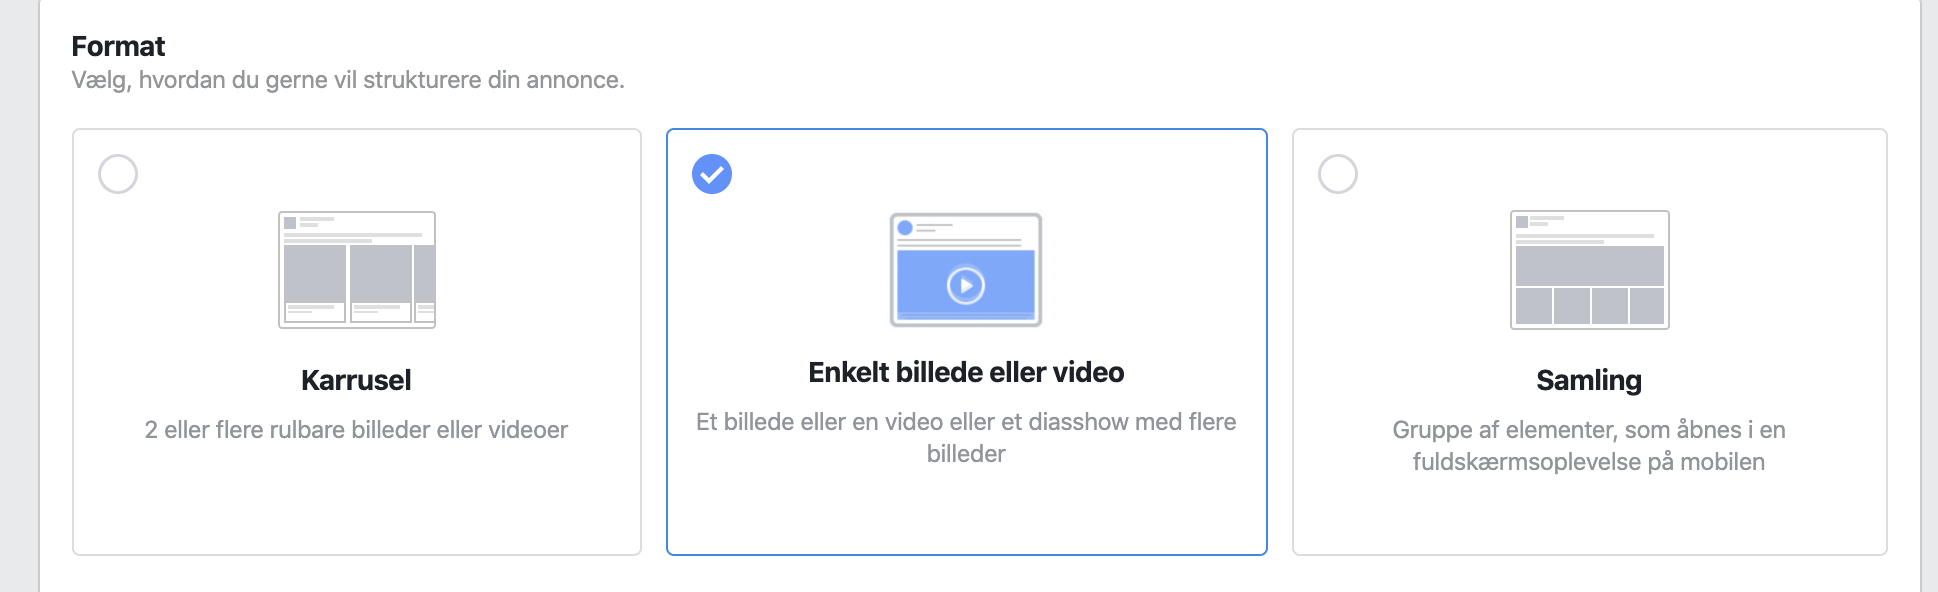 Format
Vælg, hvordan du gerne vil strukturere din annonce.
Karrusel
2 eller flere rulbare billeder eller videoer
Enkelt billede eller video
Et billede eller en video eller et diasshow med flere
billeder
Samling
Gruppe af elementer, som åbnes i en
fuldskærmsoplevelse på mobilen